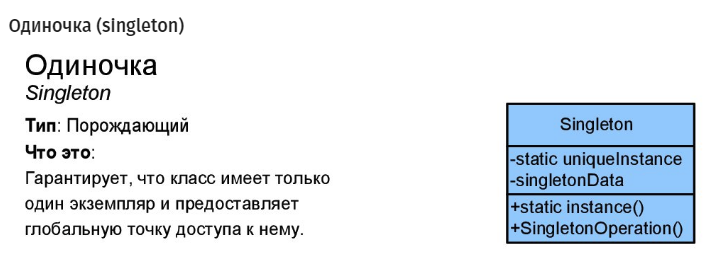 Одиночка (singleton)
Одиночка
Singleton
Тип: Порождающий
Что это:
Гарантирует, что класс имеет только
один экземпляр и предоставляет
глобальную точку доступа к нему.
Singleton
-static uniqueInstance
-singletonData
+static instance()
+SingletonOperation()